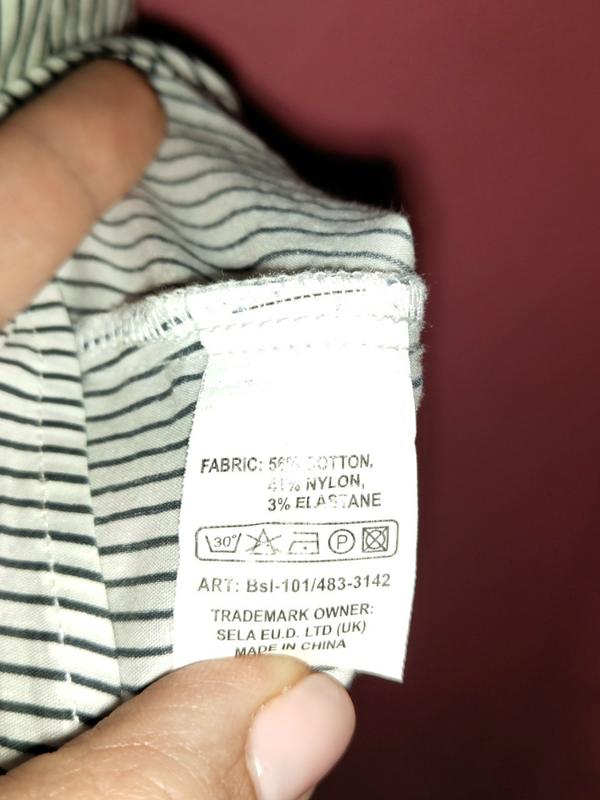 FABRIC: 56% COTTON,
41% NYLON,
3% ELASTANE
30°
P
ART: Bsl-101/483-3142
TRADEMARK OWNER:
SELA EU.D. LTD (UK)
MADE IN CHINA